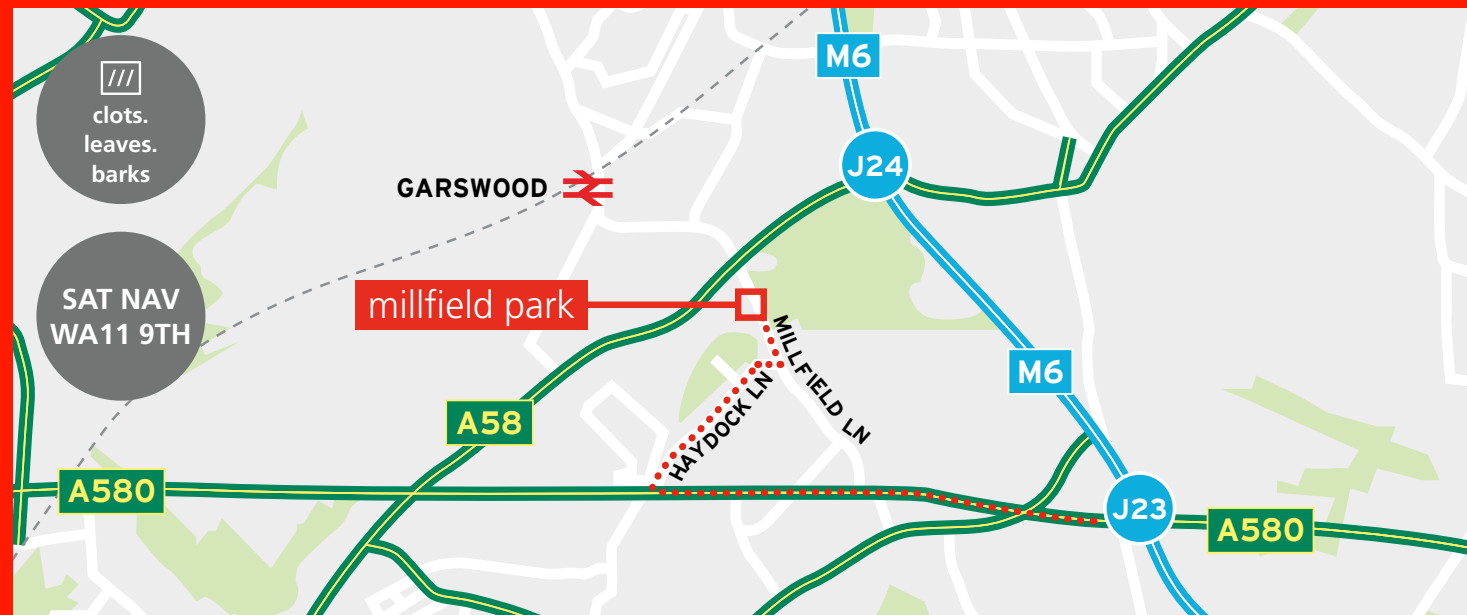 ///
clots.
leaves.
barks
M6
J24
GARSWOOD
SAT NAV
WA11 9TH
millfield park
MILLFIELD LN
HAYDOCK LN
M6
A58
A580
J23
A580